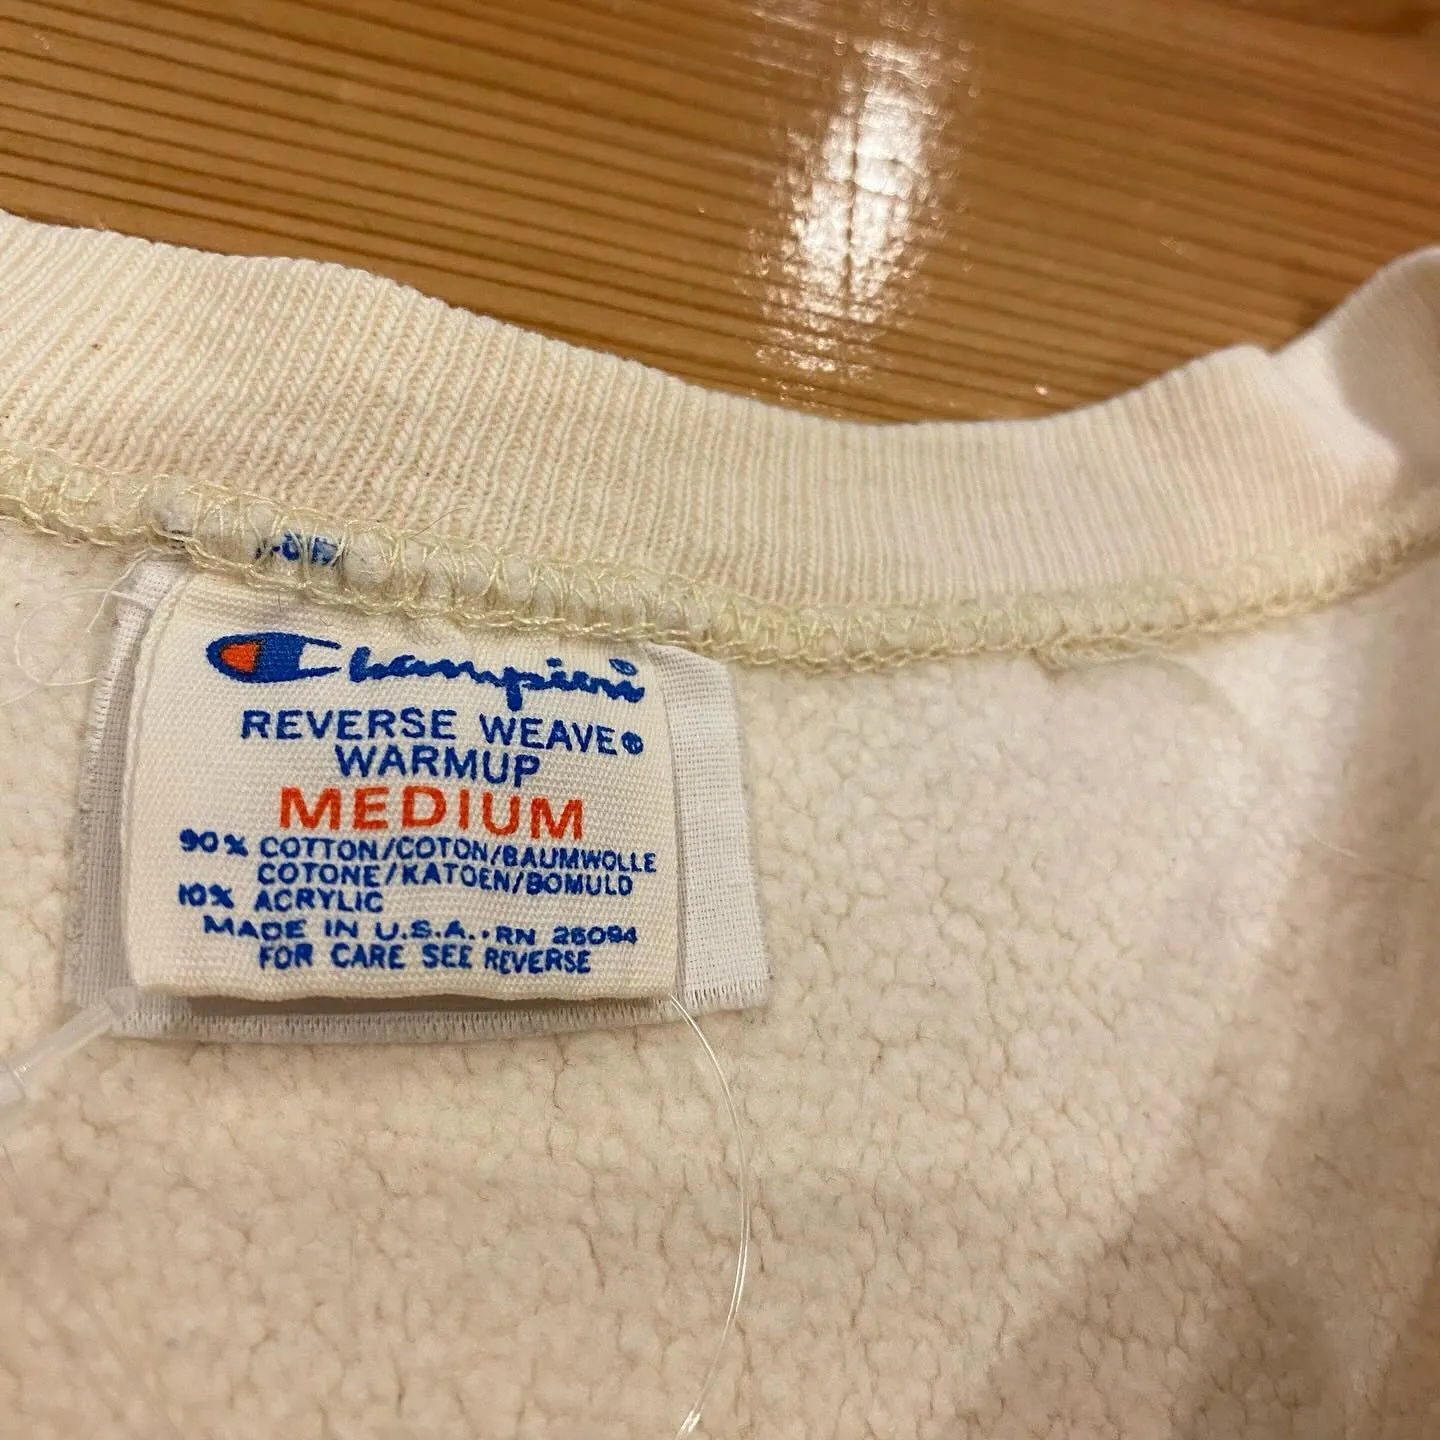 Champion
REVERSE WEAVE®
WARMUP
MEDIUM
90% COTTON/COTON/BAUMWOLLE
COTONE/KATOEN/BOMULD
10% ACRYLIC
MADE IN U.S.A.·RN 26094
FOR CARE SEE REVERSE